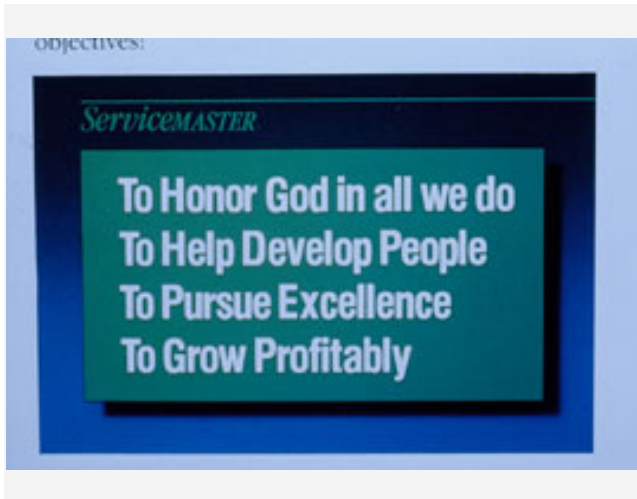 objectives:
ServiceMASTER
To Honor God in all we do
To Help Develop People
To Pursue Excellence
To Grow Profitably